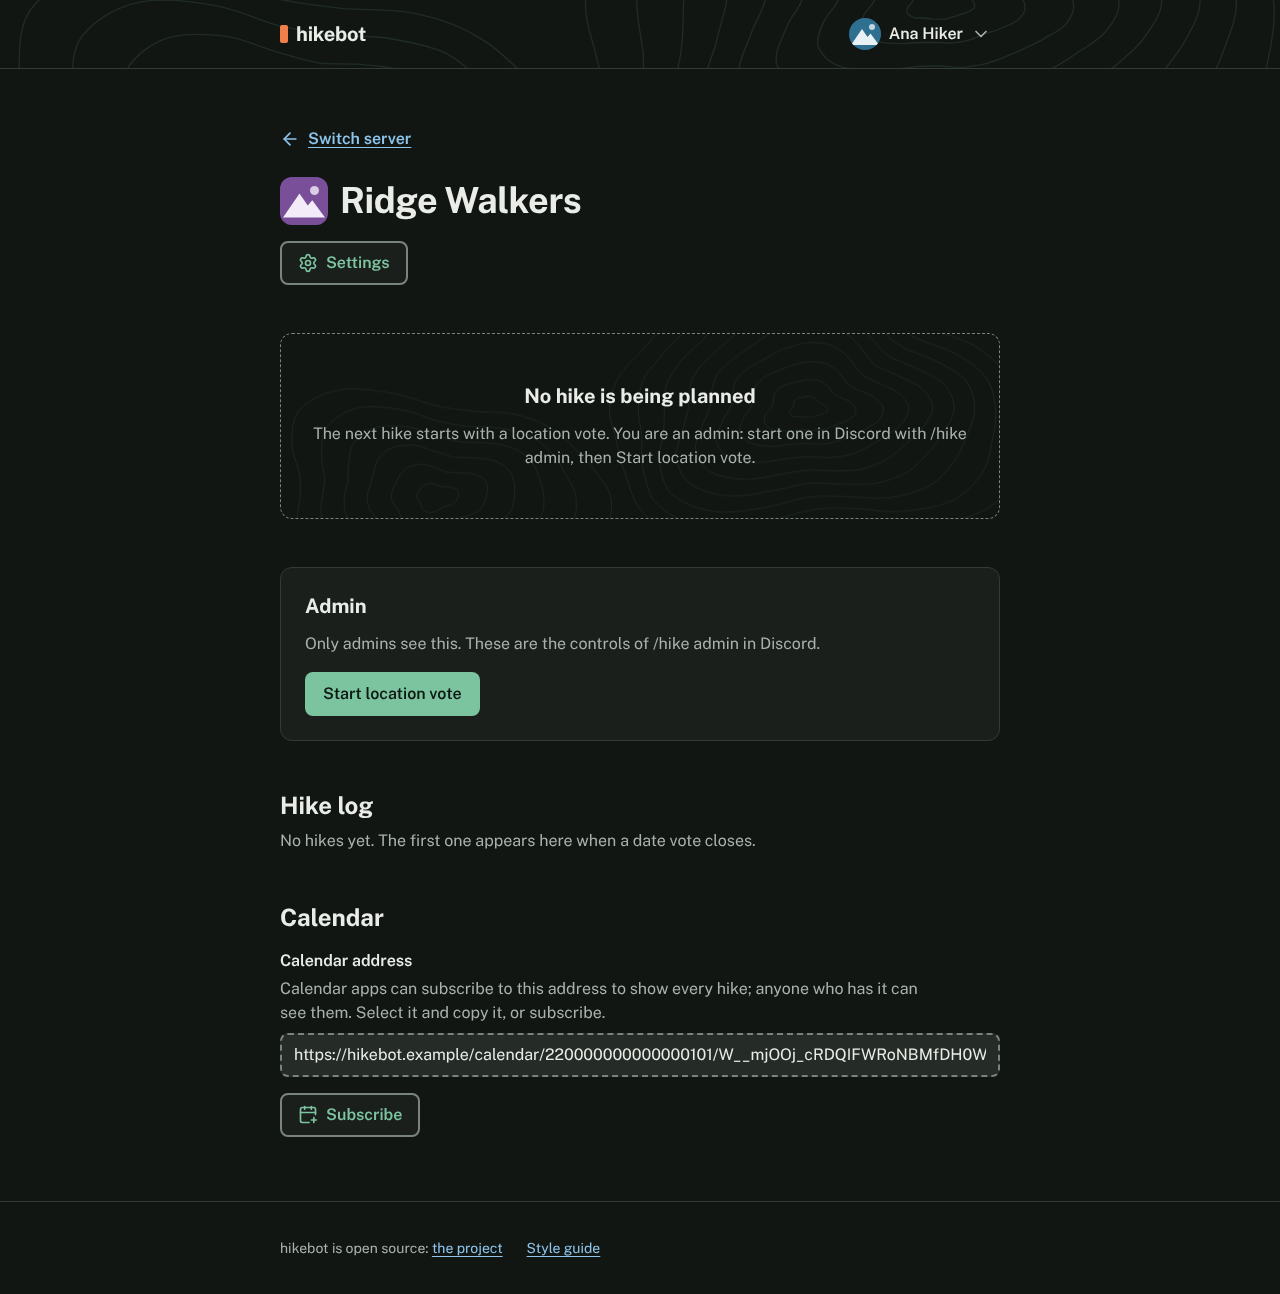 hikebot
Ana Hiker
Switch server
Ridge Walkers
Settings
No hike is being planned
The next hike starts with a location vote. You are an admin: start one in Discord with /hike
admin, then Start location vote.
Admin
Only admins see this. These are the controls of /hike admin in Discord.
Start location vote
Hike log
No hikes yet. The first one appears here when a date vote closes.
Calendar
Calendar address
Calendar apps can subscribe to this address to show every hike; anyone who has it can
see them. Select it and copy it, or subscribe.
https://hikebot.example/calendar/220000000000000101/W__mjOOj_cRDQIFWRoNBMfDH0W
Subscribe
hikebot is open source: the project
Style guide